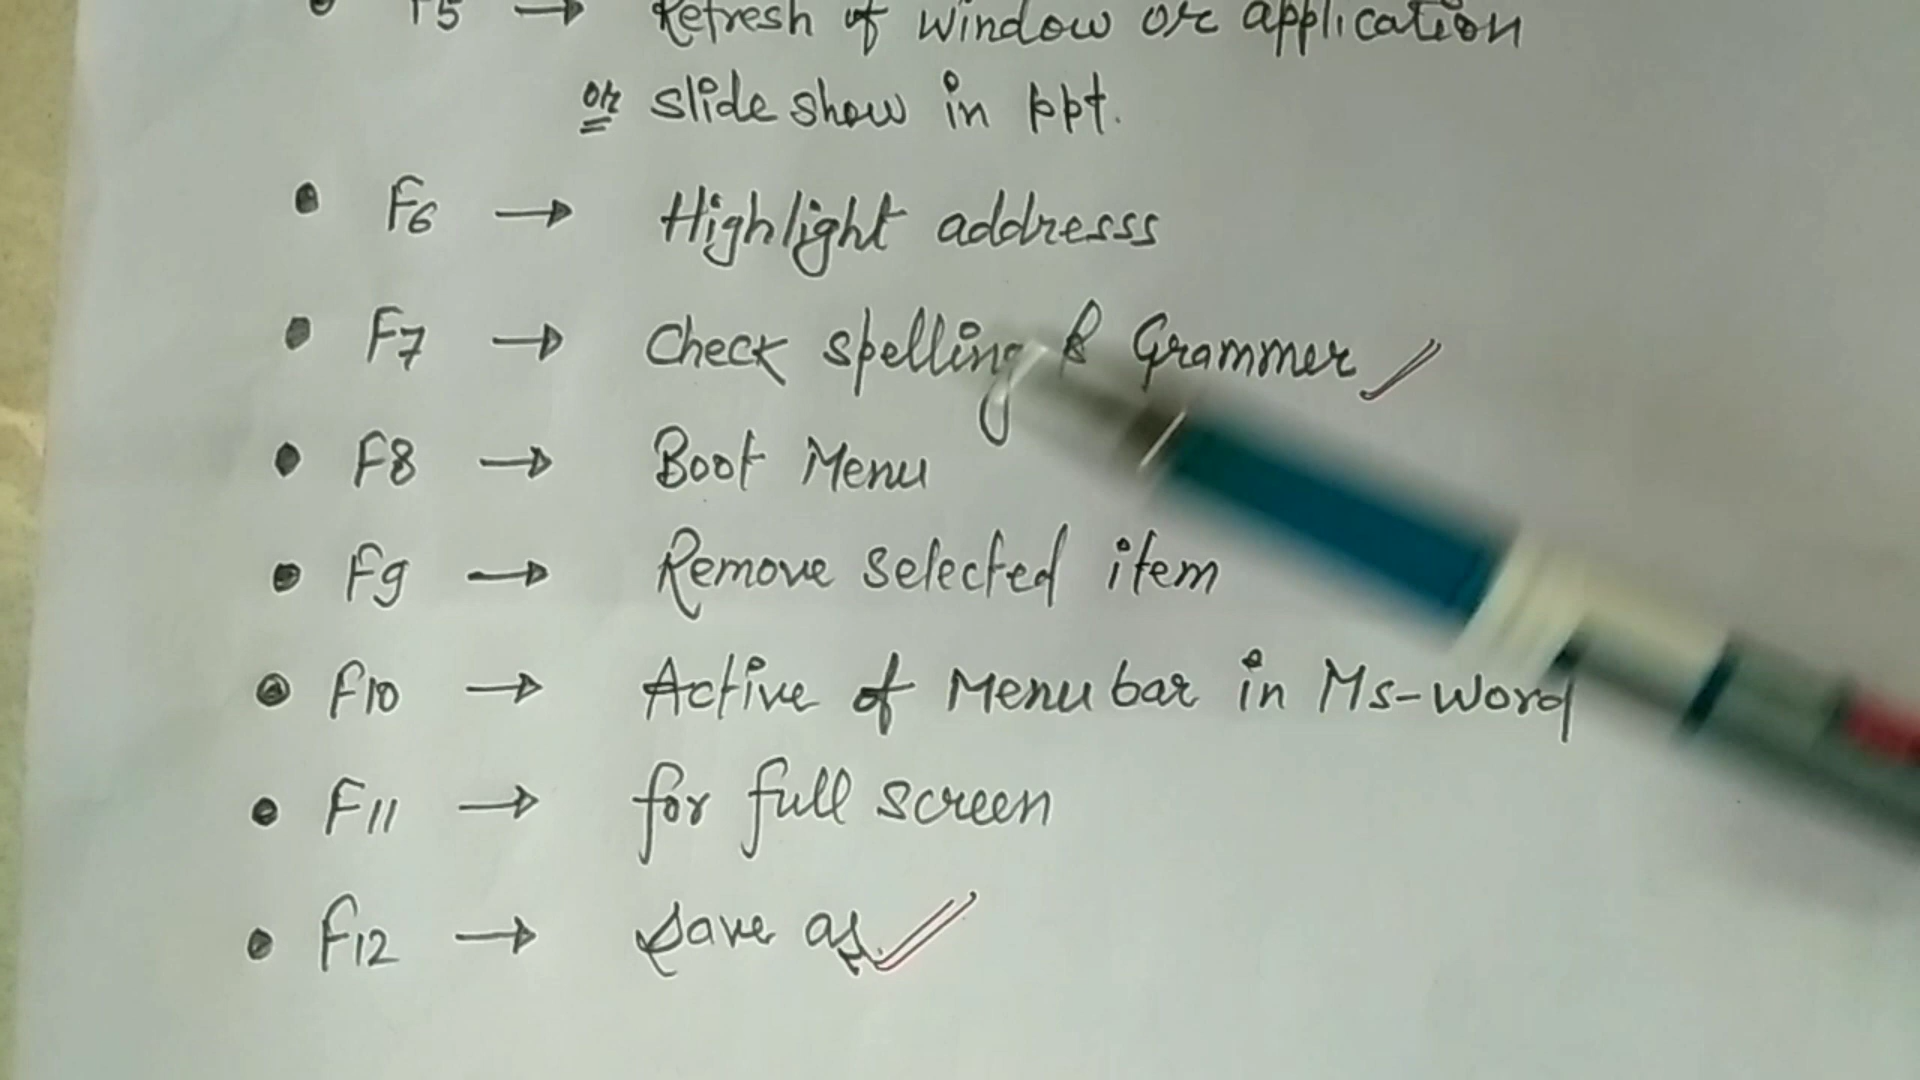 • F5 → Refresh of window or application
or slide show in ppt.
• F6 → Highlight addresss
• F7 → Check spelling & Grammer
• F8 → Boot Menu
• F9 → Remove selected item
• F10 → Active of Menu bar in Ms-Word
• F11 → for full screen
• F12 → Save as